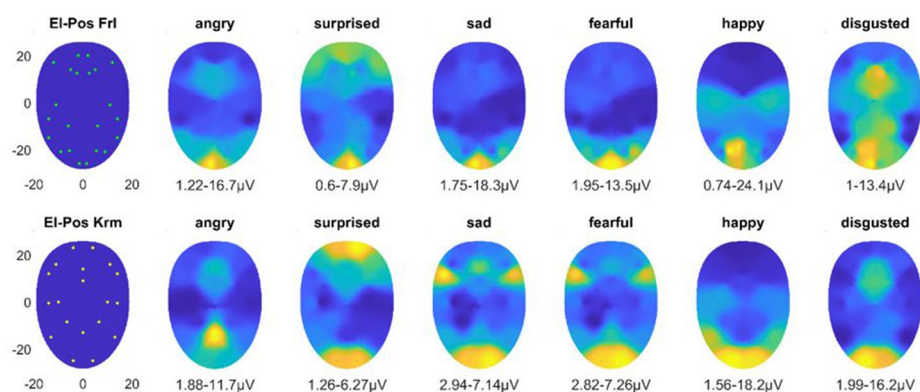 El-Pos Frl angry surprised sad fearful happy disgusted
20
0
-20
-20 0 20 1.22-16.7µV 0.6-7.9µV 1.75-18.3µV 1.95-13.5µV 0.74-24.1µV 1-13.4µV
El-Pos Krm angry surprised sad fearful happy disgusted
20
0
-20
1.88-11.7µV 1.26-6.27µV 2.94-7.14µV 2.82-7.26µV 1.56-18.2µV 1.99-16.2µV